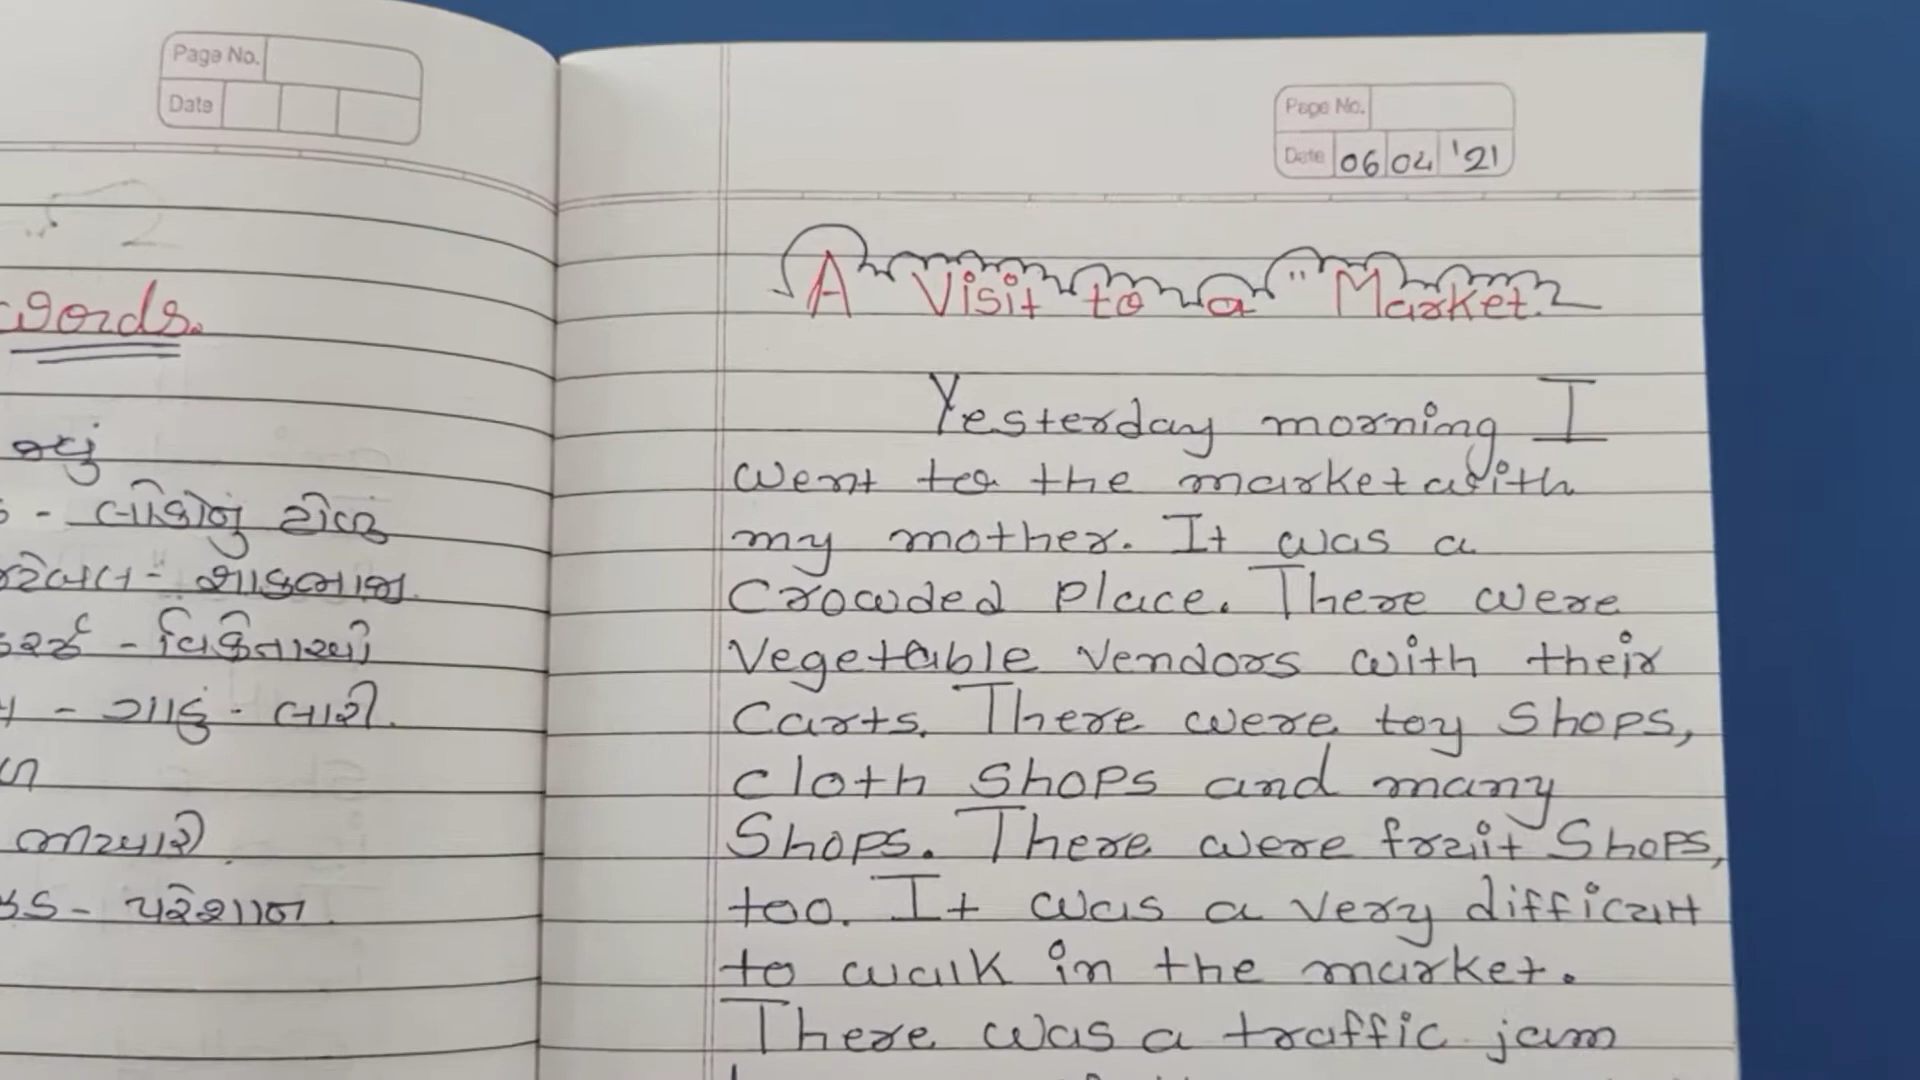 Page No.
Date
words.
થયું
- લોકોનું ટોળું
- શાકભાજી.
- વિક્રેતાઓ
- ગાડું - લારી.
- પરેશાન.
Page No.
Date 06 04 '21
A Visit to a "Market.
Yesterday morning I
went to the market with
my mother. It was a
Crowded Place. There were
Vegetable Vendors with their
Carts. There were toy Shops,
cloth Shops and many
Shops. There were fruit Shops,
too. It was a very difficult
to walk in the market.
There was a traffic jam